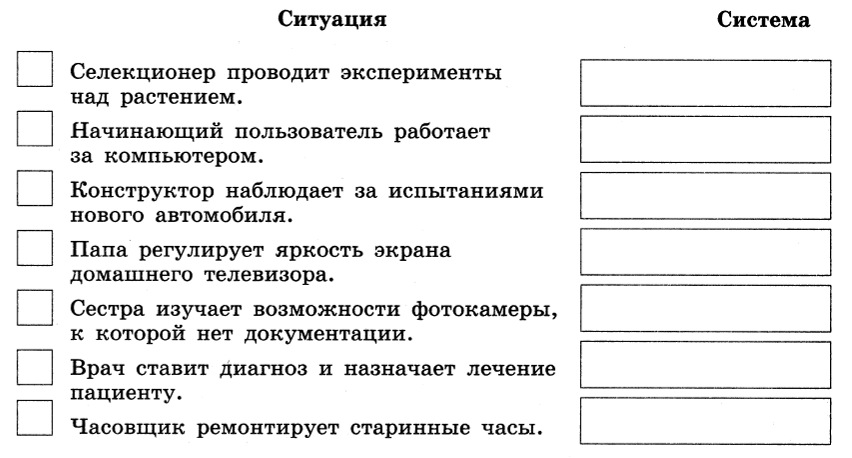 Ситуация Система
Селекционер проводит эксперименты
над растением.
Начинающий пользователь работает
за компьютером.
Конструктор наблюдает за испытаниями
нового автомобиля.
Папа регулирует яркость экрана
домашнего телевизора.
Сестра изучает возможности фотокамеры,
к которой нет документации.
Врач ставит диагноз и назначает лечение
пациенту.
Часовщик ремонтирует старинные часы.